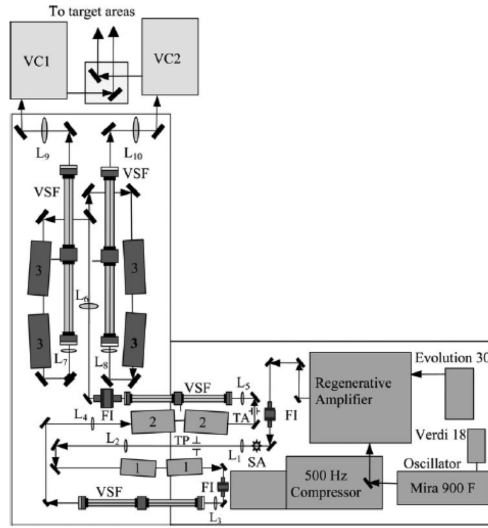 To target areas
VC1
VC2
L9
L10
VSF
VSF
3
3
L6
3
3
L7
L8
Evolution 30
Regenerative
Amplifier
VSF
L5
FI
L4
2
2
TA
FI
Verdi 18
L2
TP
L1
SA
Oscillator
1
1
FI
500 Hz
Compressor
Mira 900 F
VSF
L3